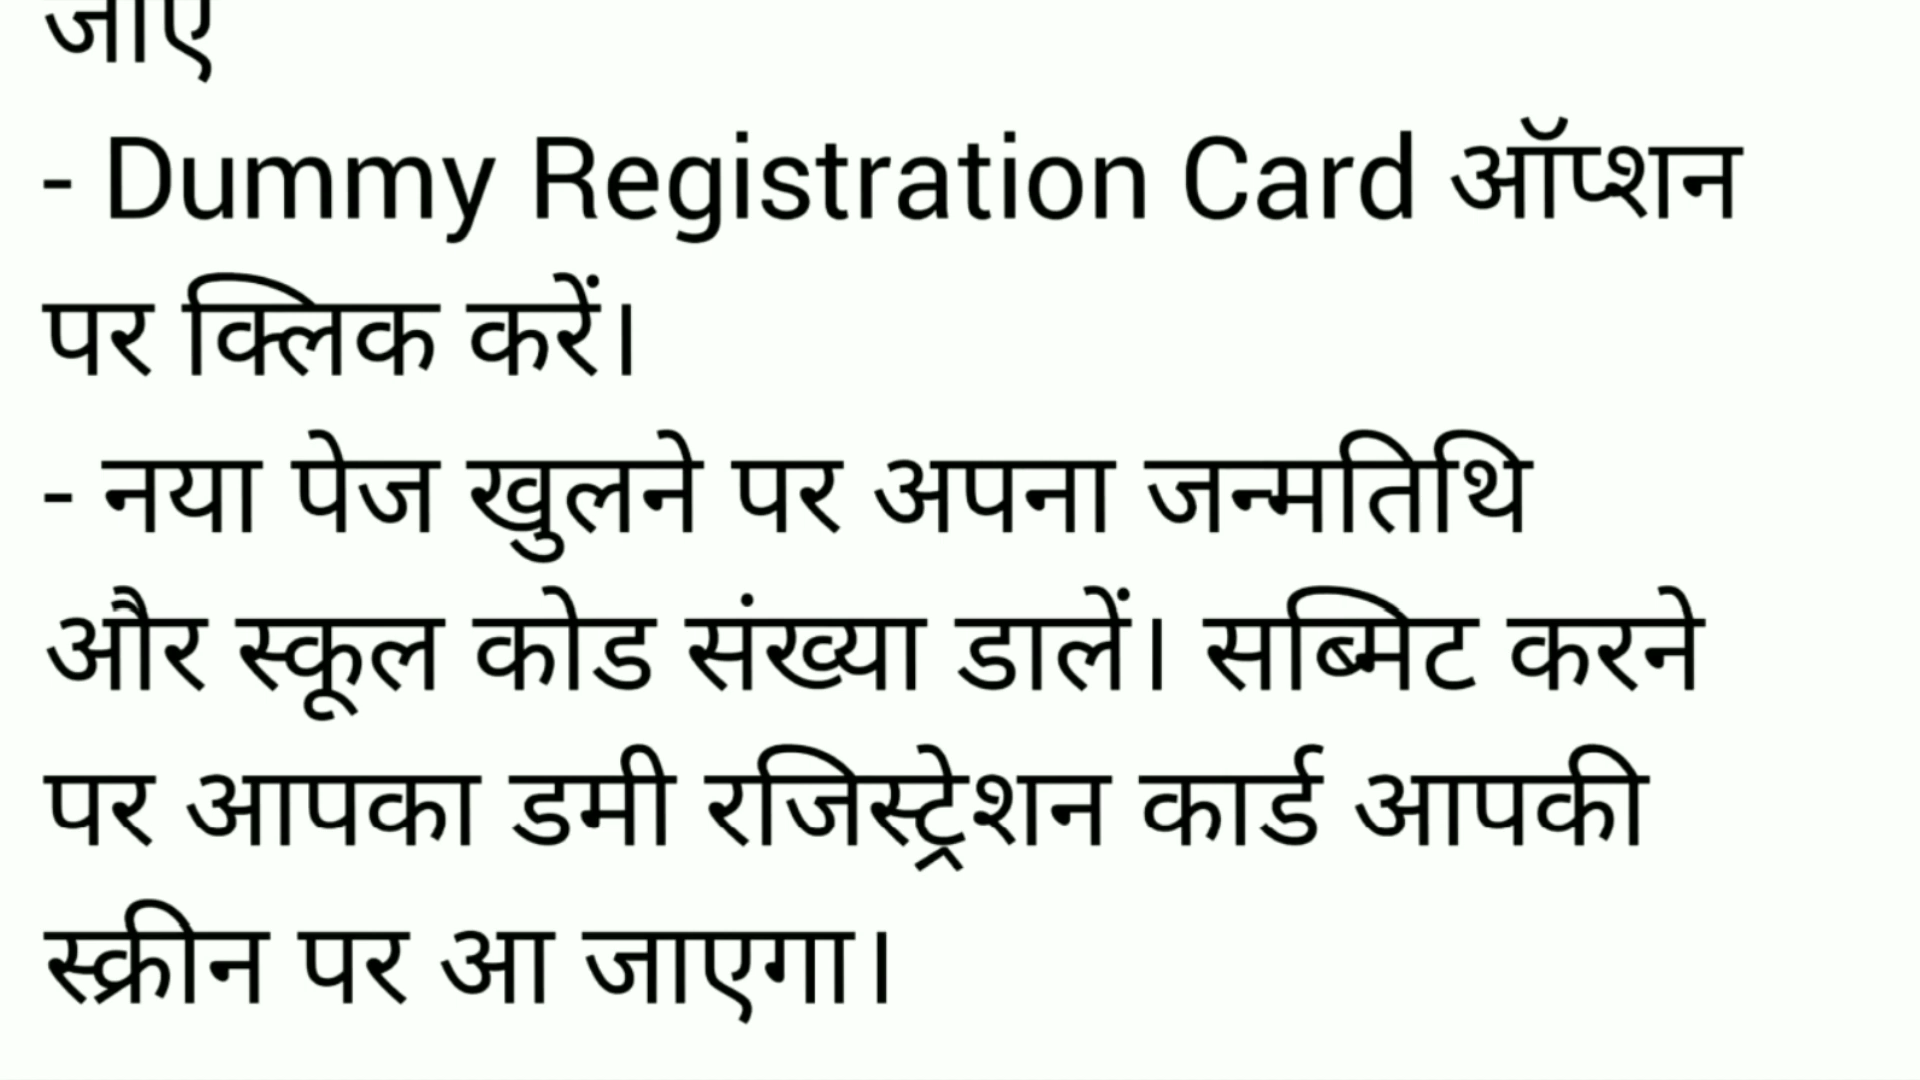 जाएं
- Dummy Registration Card ऑप्शन
पर क्लिक करें।
- नया पेज खुलने पर अपना जन्मतिथि
और स्कूल कोड संख्या डालें। सब्मिट करने
पर आपका डमी रजिस्ट्रेशन कार्ड आपकी
स्क्रीन पर आ जाएगा।